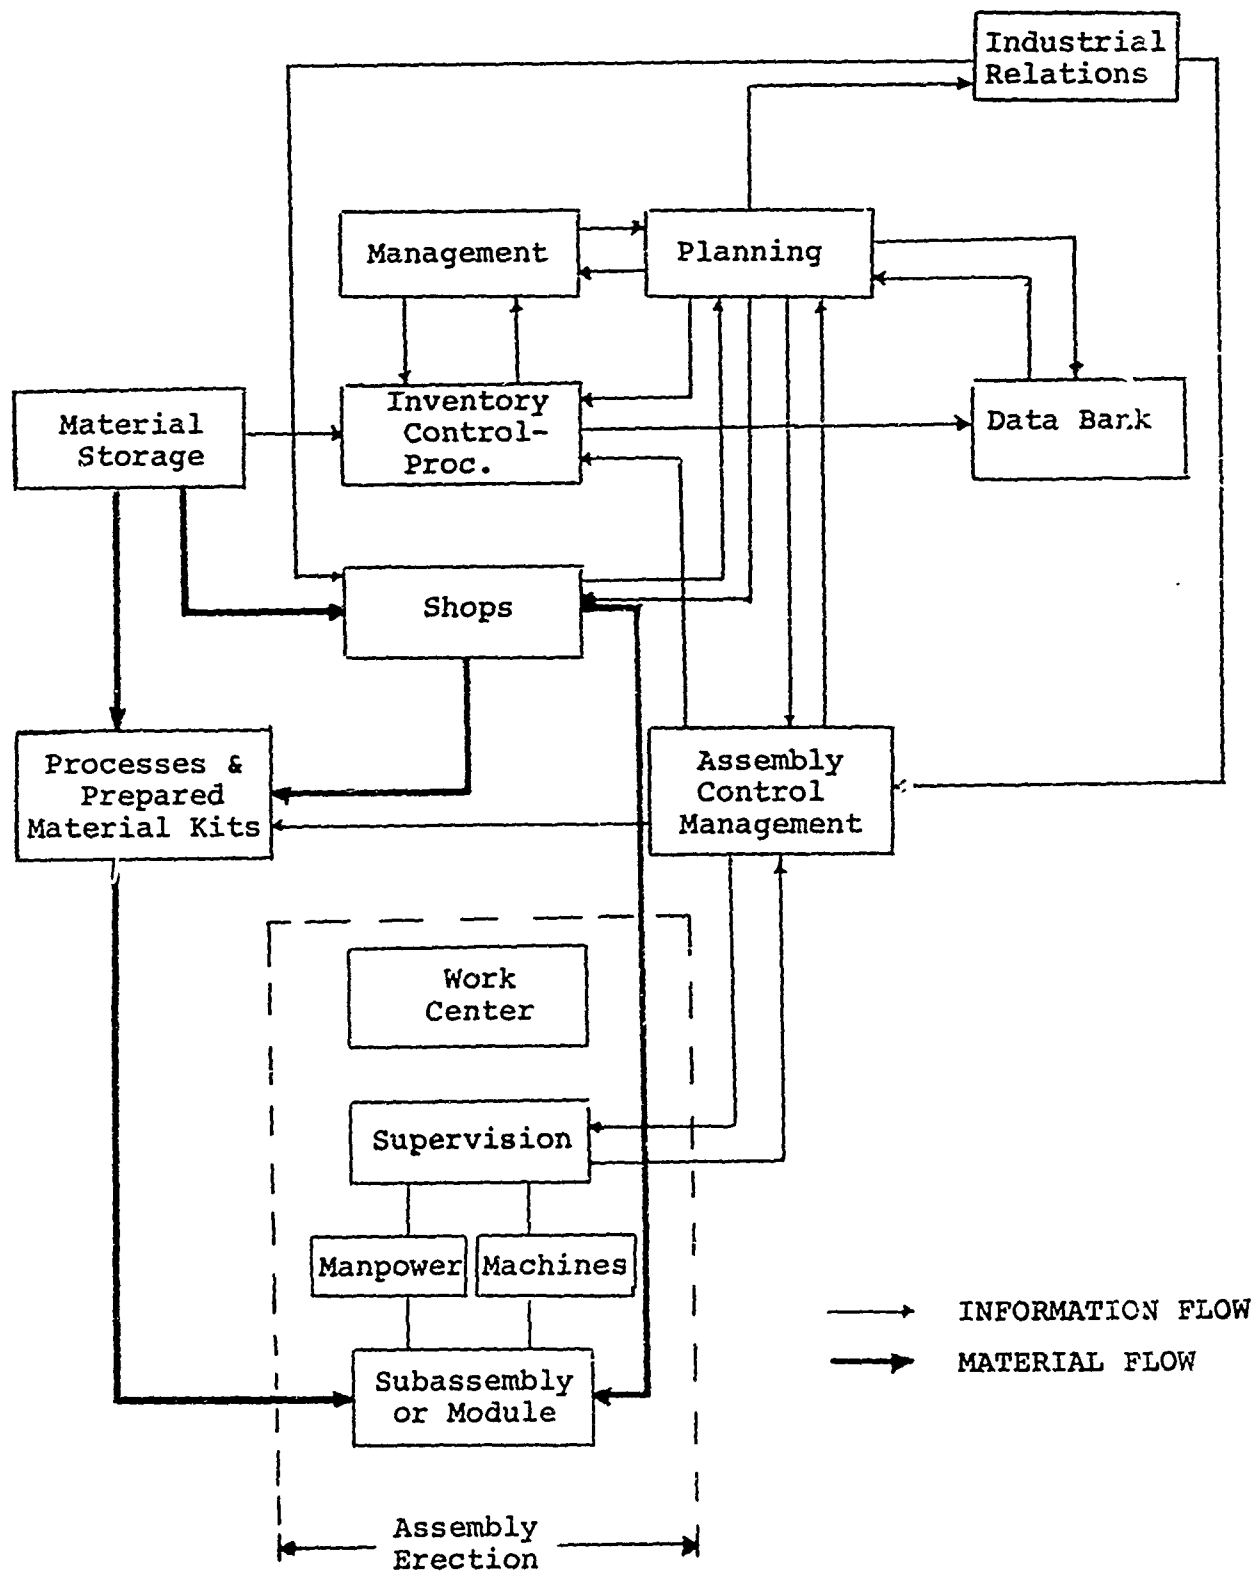 Industrial
Relations
Management
Planning
Material
Storage
Inventory
Control-
Proc.
Data Bank
Shops
Processes &
Prepared
Material Kits
Assembly
Control
Management
Work
Center
Supervision
Manpower
Machines
INFORMATION FLOW
MATERIAL FLOW
Subassembly
or Module
Assembly
Erection